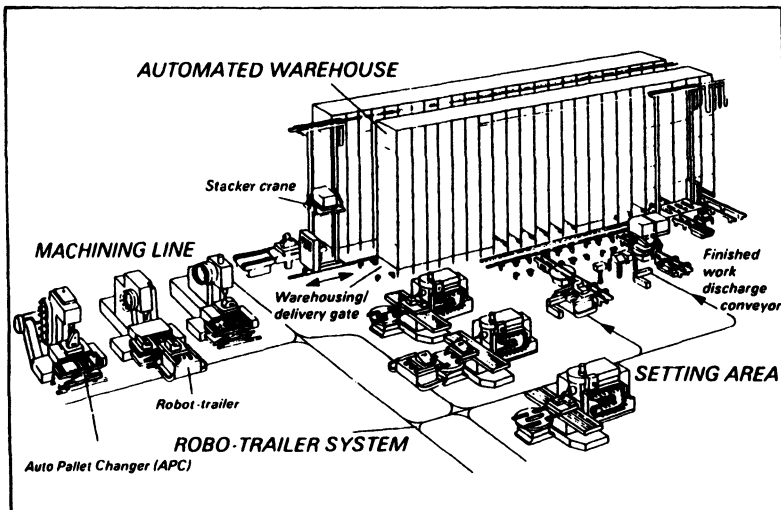 AUTOMATED WAREHOUSE
Stacker crane
MACHINING LINE
Warehousing/
delivery gate
Finished
work
discharge
conveyor
SETTING AREA
Robot-trailer
ROBO-TRAILER SYSTEM
Auto Pallet Changer (APC)